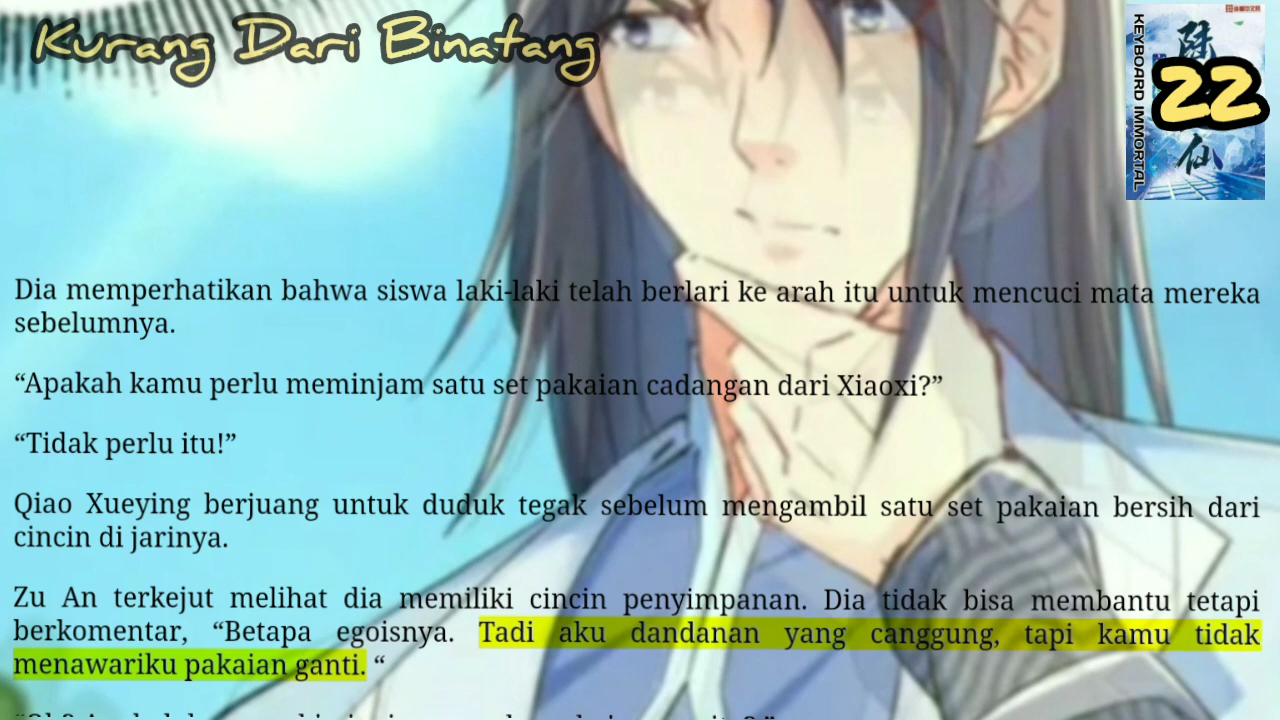 Kurang Dari Binatang
KEYBOARD IMMORTAL
陆
仙
22
Dia memperhatikan bahwa siswa laki-laki telah berlari ke arah itu untuk mencuci mata mereka
sebelumnya.
“Apakah kamu perlu meminjam satu set pakaian cadangan dari Xiaoxi?”
“Tidak perlu itu!”
Qiao Xueying berjuang untuk duduk tegak sebelum mengambil satu set pakaian bersih dari
cincin di jarinya.
Zu An terkejut melihat dia memiliki cincin penyimpanan. Dia tidak bisa membantu tetapi
berkomentar, “Betapa egoisnya. Tadi aku dandanan yang canggung, tapi kamu tidak
menawariku pakaian ganti. “